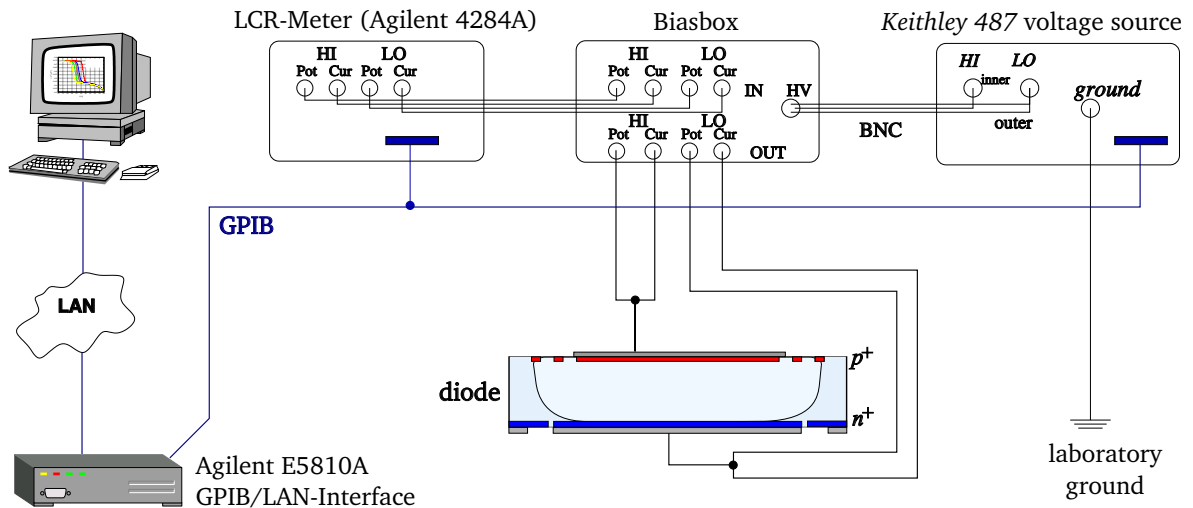 LCR-Meter (Agilent 4284A)
Biasbox
Keithley 487 voltage source
HI LO
Pot Cur Pot Cur
HI LO
Pot Cur Pot Cur
IN
HV
HI LO
Pot Cur Pot Cur
OUT
BNC
HI LO
inner
outer
ground
GPIB
LAN
diode
p+
n+
Agilent E5810A
GPIB/LAN-Interface
laboratory
ground